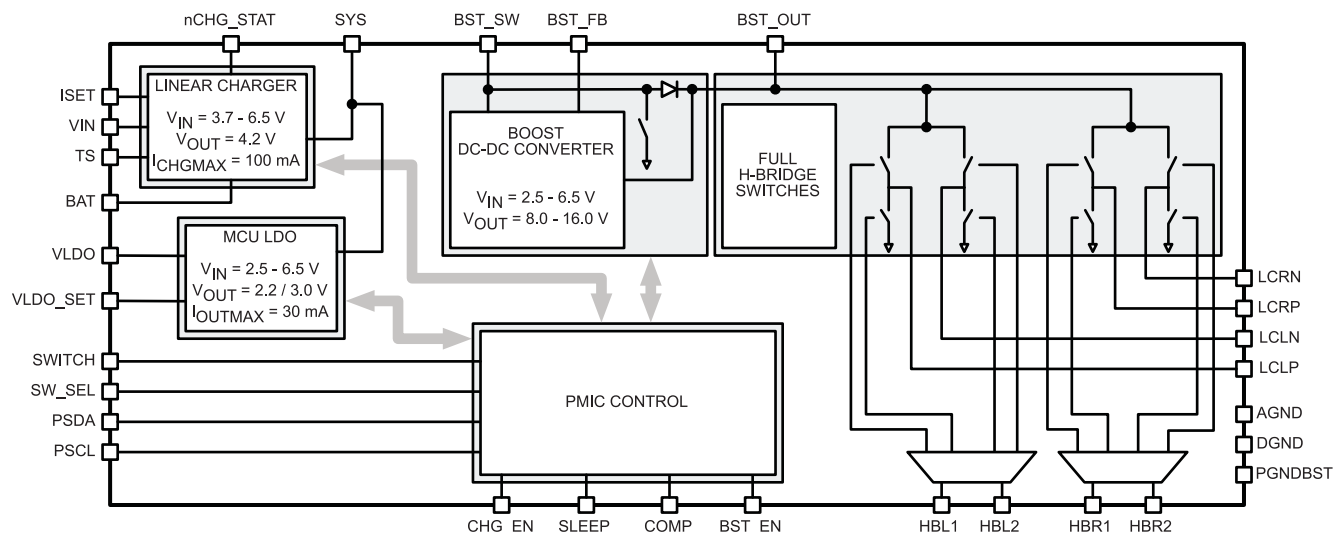 nCHG_STAT
SYS
BST_SW
BST_FB
BST_OUT
ISET
VIN
TS
BAT
VLDO
VLDO_SET
SWITCH
SW_SEL
PSDA
PSCL
LINEAR CHARGER
VIN = 3.7 - 6.5 V
VOUT = 4.2 V
ICHGMAX = 100 mA
MCU LDO
VIN = 2.5 - 6.5 V
VOUT = 2.2 / 3.0 V
IOUTMAX = 30 mA
BOOST
DC-DC CONVERTER
VIN = 2.5 - 6.5 V
VOUT = 8.0 - 16.0 V
FULL
H-BRIDGE
SWITCHES
PMIC CONTROL
LCRN
LCRP
LCLN
LCLP
AGND
DGND
PGNDBST
CHG_EN
SLEEP
COMP
BST_EN
HBL1
HBL2
HBR1
HBR2